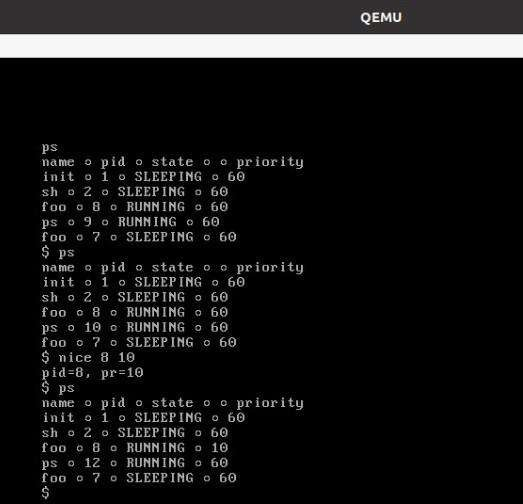 QEMU
ps
name o pid o state o o priority
init o 1 o SLEEPING o 60
sh o 2 o SLEEPING o 60
foo o 8 o RUNNING o 60
ps o 9 o RUNNING o 60
foo o 7 o SLEEPING o 60
$ ps
name o pid o state o o priority
init o 1 o SLEEPING o 60
sh o 2 o SLEEPING o 60
foo o 8 o RUNNING o 60
ps o 10 o RUNNING o 60
foo o 7 o SLEEPING o 60
$ nice 8 10
pid=8, pr=10
$ ps
name o pid o state o o priority
init o 1 o SLEEPING o 60
sh o 2 o SLEEPING o 60
foo o 8 o RUNNING o 10
ps o 12 o RUNNING o 60
foo o 7 o SLEEPING o 60
$